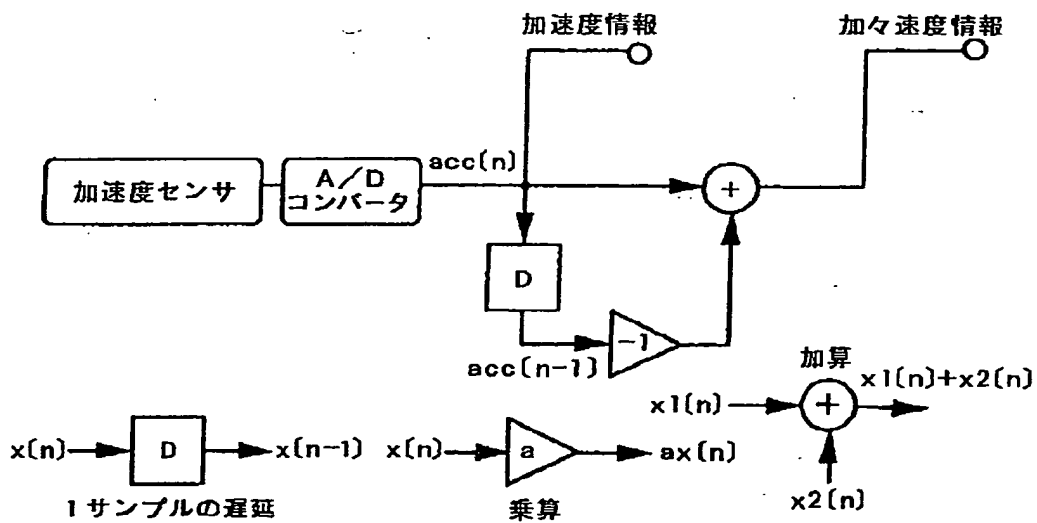 加速度情報
加々速度情報
加速度センサ
A/D
コンバータ
acc(n)
+
D
-1
acc(n-1)
加算
x1(n)
+
x1(n)+x2(n)
x2(n)
x(n)
D
x(n-1)
1サンプルの遅延
x(n)
a
ax(n)
乗算